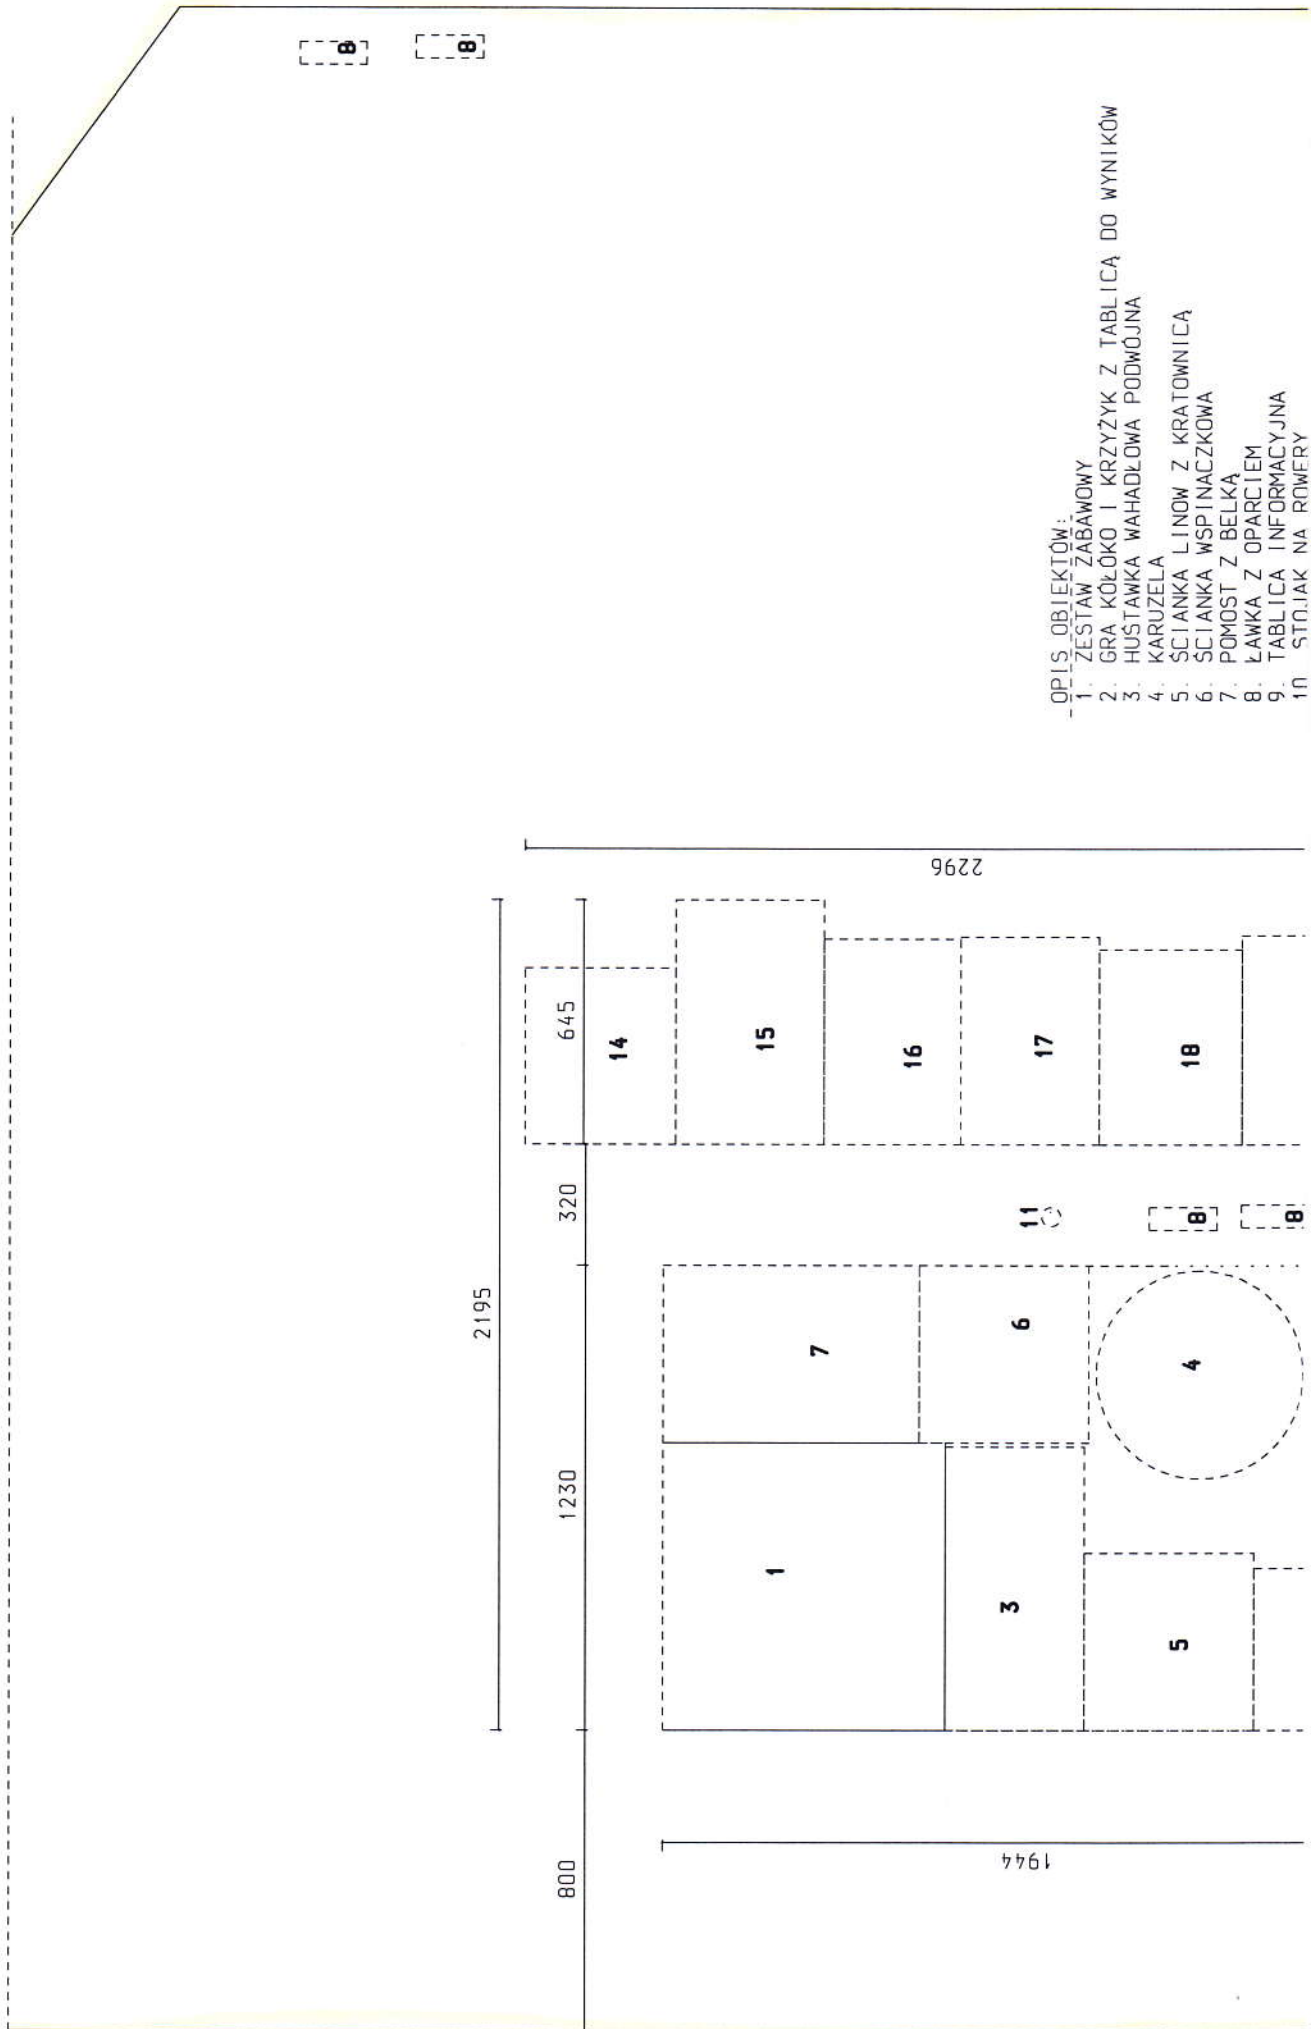 8
8
OPIS OBIEKTÓW:
1. ZESTAW ZABAWOWY
2. GRA KÓŁÓKO I KRZYŻYK Z TABLICĄ DO WYNIKÓW
3. HUŚTAWKA WAHADŁOWA PODWÓJNA
4. KARUZELA
5. ŚCIANKA LINOW Z KRATOWNICĄ
6. ŚCIANKA WSPINACZKOWA
7. POMOST Z BELKĄ
8. ŁAWKA Z OPARCIEM
9. TABLICA INFORMACYJNA
10. STOJAK NA ROWERY
2296
645
14
15
16
17
18
320
11
8
8
2195
7
6
4
1230
1
3
5
800
1944